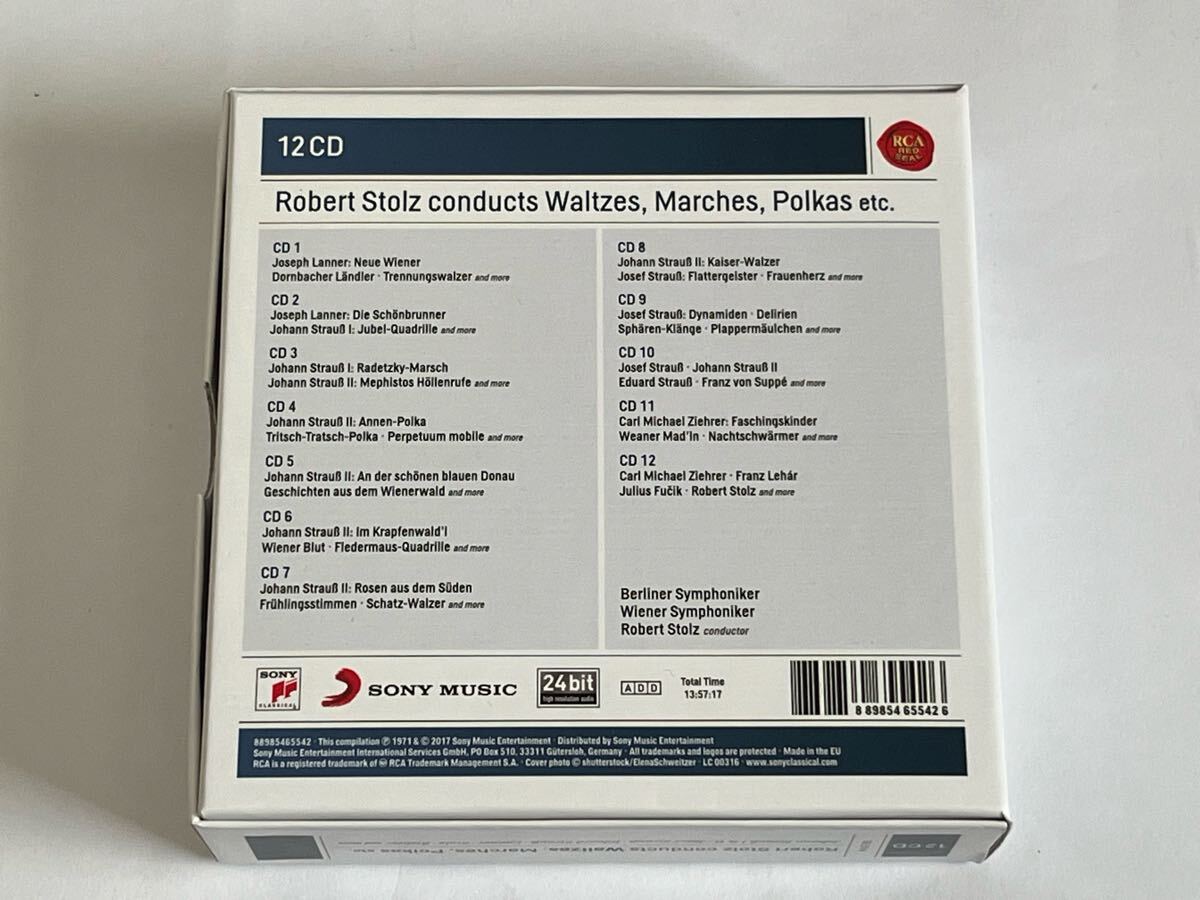 12 CD
RCA
RED
SEAL
Robert Stolz conducts Waltzes, Marches, Polkas etc.
CD 1
Joseph Lanner: Neue Wiener
Dornbacher Ländler · Trennungswalzer and more
CD 2
Joseph Lanner: Die Schönbrunner
Johann Strauß I: Jubel-Quadrille and more
CD 3
Johann Strauß I: Radetzky-Marsch
Johann Strauß II: Mephistos Höllenrufe and more
CD 4
Johann Strauß II: Annen-Polka
Tritsch-Tratsch-Polka · Perpetuum mobile and more
CD 5
Johann Strauß II: An der schönen blauen Donau
Geschichten aus dem Wienerwald and more
CD 6
Johann Strauß II: Im Krapfenwald'l
Wiener Blut · Fledermaus-Quadrille and more
CD 7
Johann Strauß II: Rosen aus dem Süden
Frühlingsstimmen · Schatz-Walzer and more
CD 8
Johann Strauß II: Kaiser-Walzer
Josef Strauß: Flattergeister · Frauenherz and more
CD 9
Josef Strauß: Dynamiden · Delirien
Sphären-Klänge · Plappermäulchen and more
CD 10
Josef Strauß · Johann Strauß II
Eduard Strauß · Franz von Suppé and more
CD 11
Carl Michael Ziehrer: Faschingskinder
Weaner Mad'ln · Nachtschwärmer and more
CD 12
Carl Michael Ziehrer · Franz Lehár
Julius Fučik · Robert Stolz and more
Berliner Symphoniker
Wiener Symphoniker
Robert Stolz conductor
SONY
CLASSICAL
SONY MUSIC
24 bit
high resolution audio
A D D
Total Time
13:57:17
8 89854 65542 6
88985465542 · This compilation ℗ 1971 & © 2017 Sony Music Entertainment · Distributed by Sony Music Entertainment
Sony Music Entertainment International Services GmbH, PO Box 510, 33311 Gütersloh, Germany · All trademarks and logos are protected · Made in the EU
RCA is a registered trademark of ® RCA Trademark Management S.A. · Cover photo © shutterstock/ElenaSchweitzer · LC 00316 · www.sonyclassical.com
Robert Stolz conducts Waltzes, Marches, Polkas etc.
12 CD